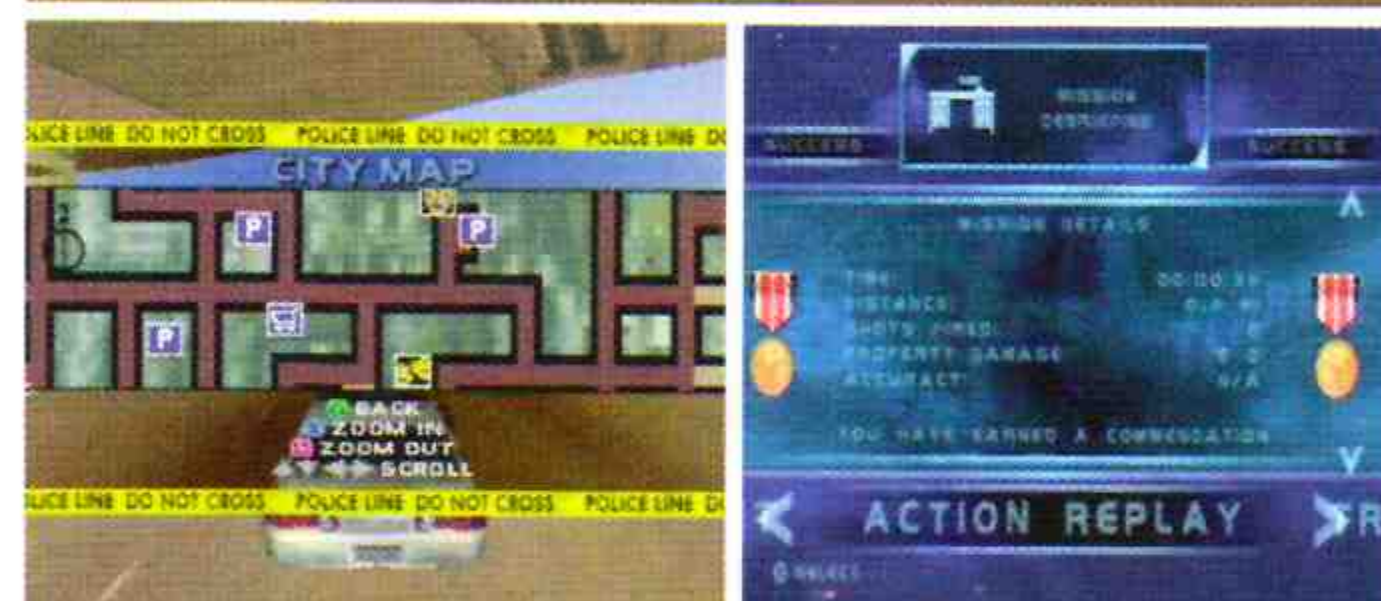 POLICE LINE DO NOT CROSS POLICE LINE DO NOT CROSS POLICE LINE DO
CITY MAP
P
P
P
BACK
ZOOM IN
ZOOM OUT
SCROLL
POLICE LINE DO NOT CROSS POLICE LINE DO NOT CROSS POLICE LINE DO
MISSION
DEBRIEFING
SUCCESS
SUCCESS
MISSION DETAILS
TIME
DISTANCE
PROPERTY DAMAGE
ACCURACY N/A
YOU HAVE EARNED A COMMENDATION
ACTION REPLAY
SELECT